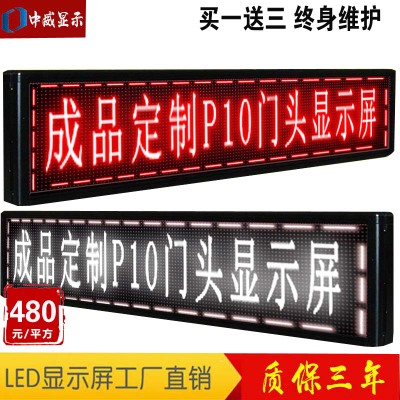 中威显示
买一送三 终身维护
成品定制P10门头显示屏
成品定制P10门头显示屏
480
元/平方
LED显示屏工厂直销
质保三年